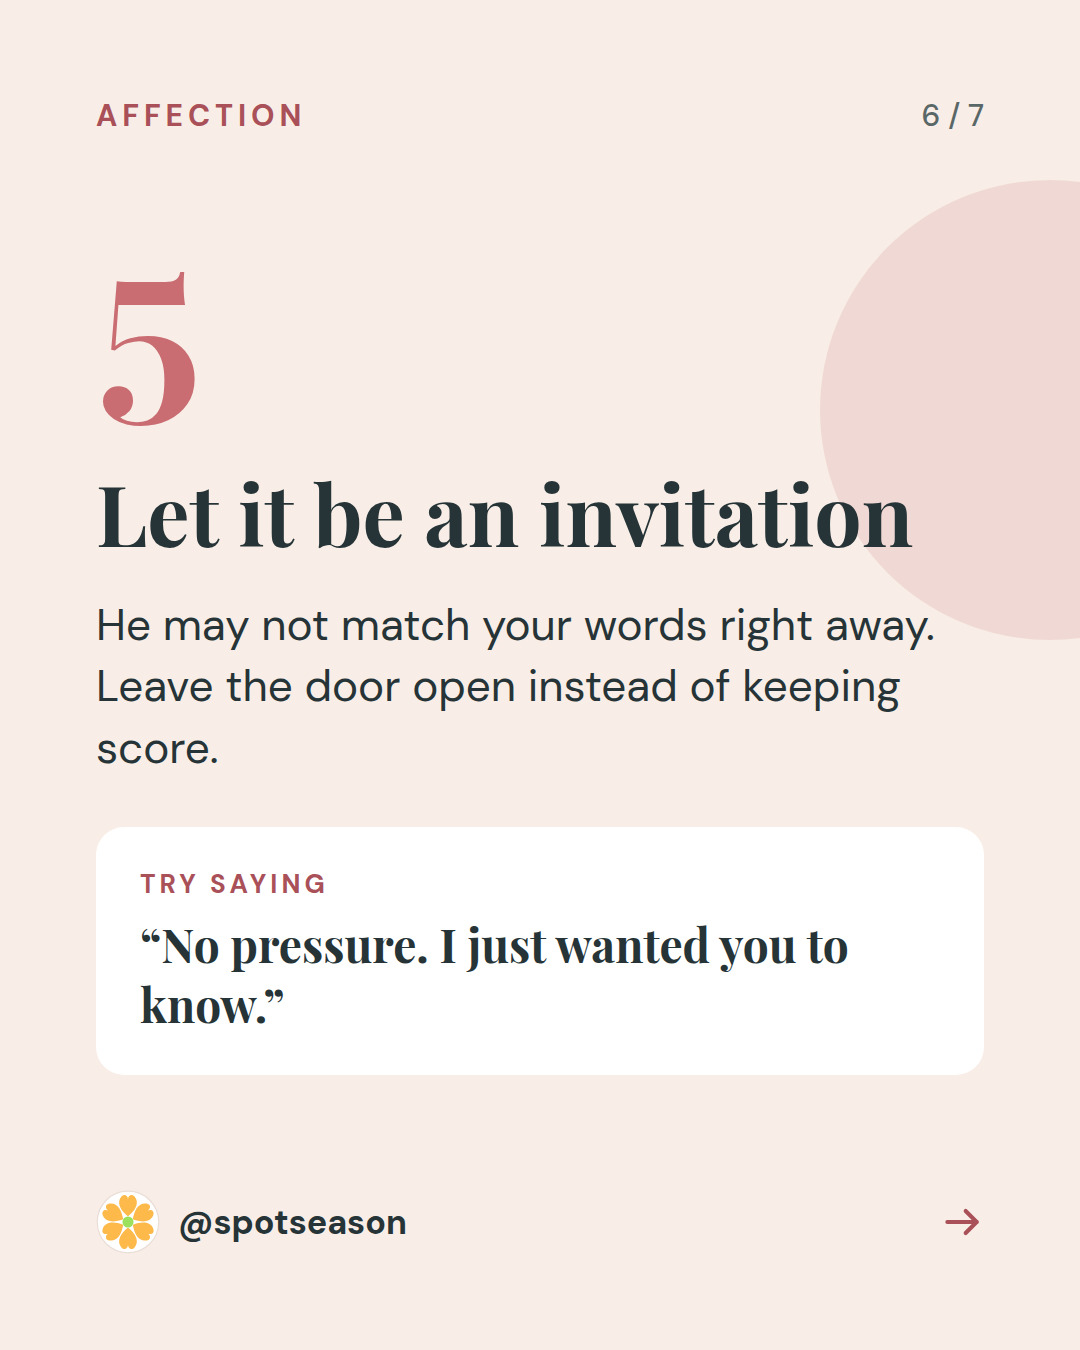 AFFECTION
6 / 7
5
Let it be an invitation
He may not match your words right away.
Leave the door open instead of keeping
score.
TRY SAYING
“No pressure. I just wanted you to
know.”
@spotseason